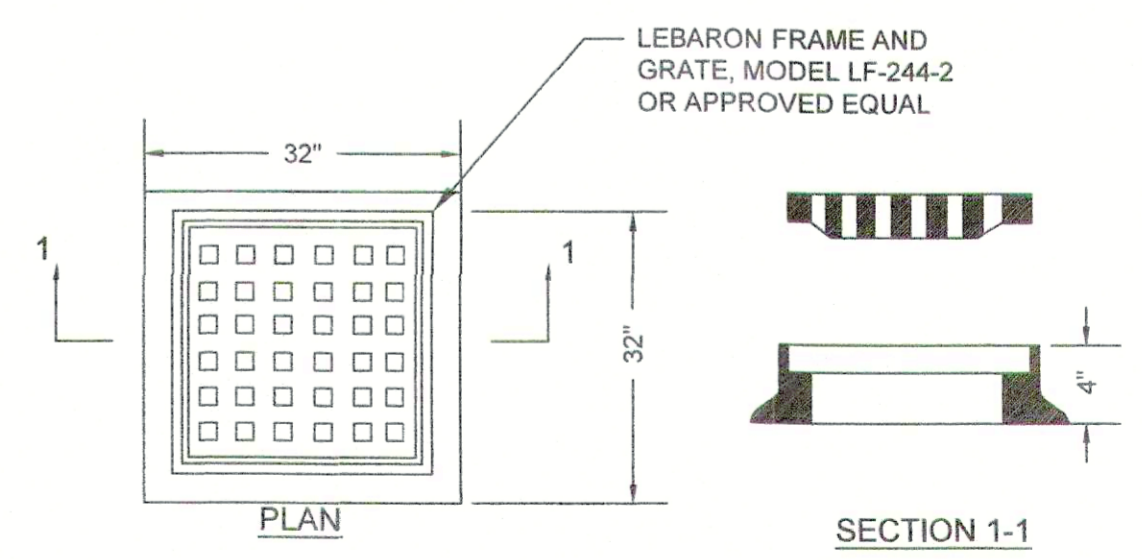 LEBARON FRAME AND
GRATE, MODEL LF-244-2
OR APPROVED EQUAL
32"
1
1
32"
4"
PLAN
SECTION 1-1